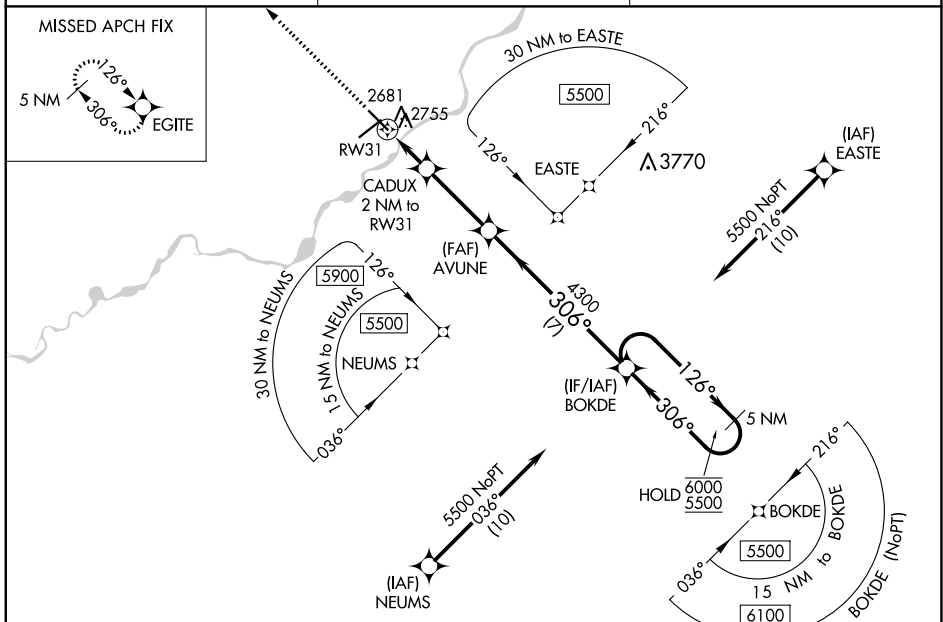 MISSED APCH FIX
126°
5 NM
306°
EGITE
30 NM to EASTE
5500
216°
126°
EASTE
2681
2755
RW31
3770
(IAF)
EASTE
5500 NoPT
216°
(10)
CADUX
2 NM to
RW31
(FAF)
AVUNE
4300
306°
(7)
30 NM to NEUMS
5900
126°
15 NM to NEUMS
5500
NEUMS
036°
(IF/IAF)
BOKDE
126°
306°
5 NM
HOLD
6000
5500
5500 NoPT
036°
(10)
(IAF)
NEUMS
216°
BOKDE
036°
5500
15 NM to BOKDE
6100
BOKDE (NoPT)